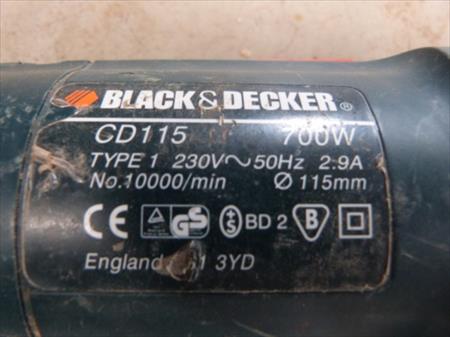 BLACK & DECKER ®
CD115 700W
TYPE 1 230V~50Hz 2.9A
No.10000/min Ø 115mm
CE GS S BD 2 B
England 3YD